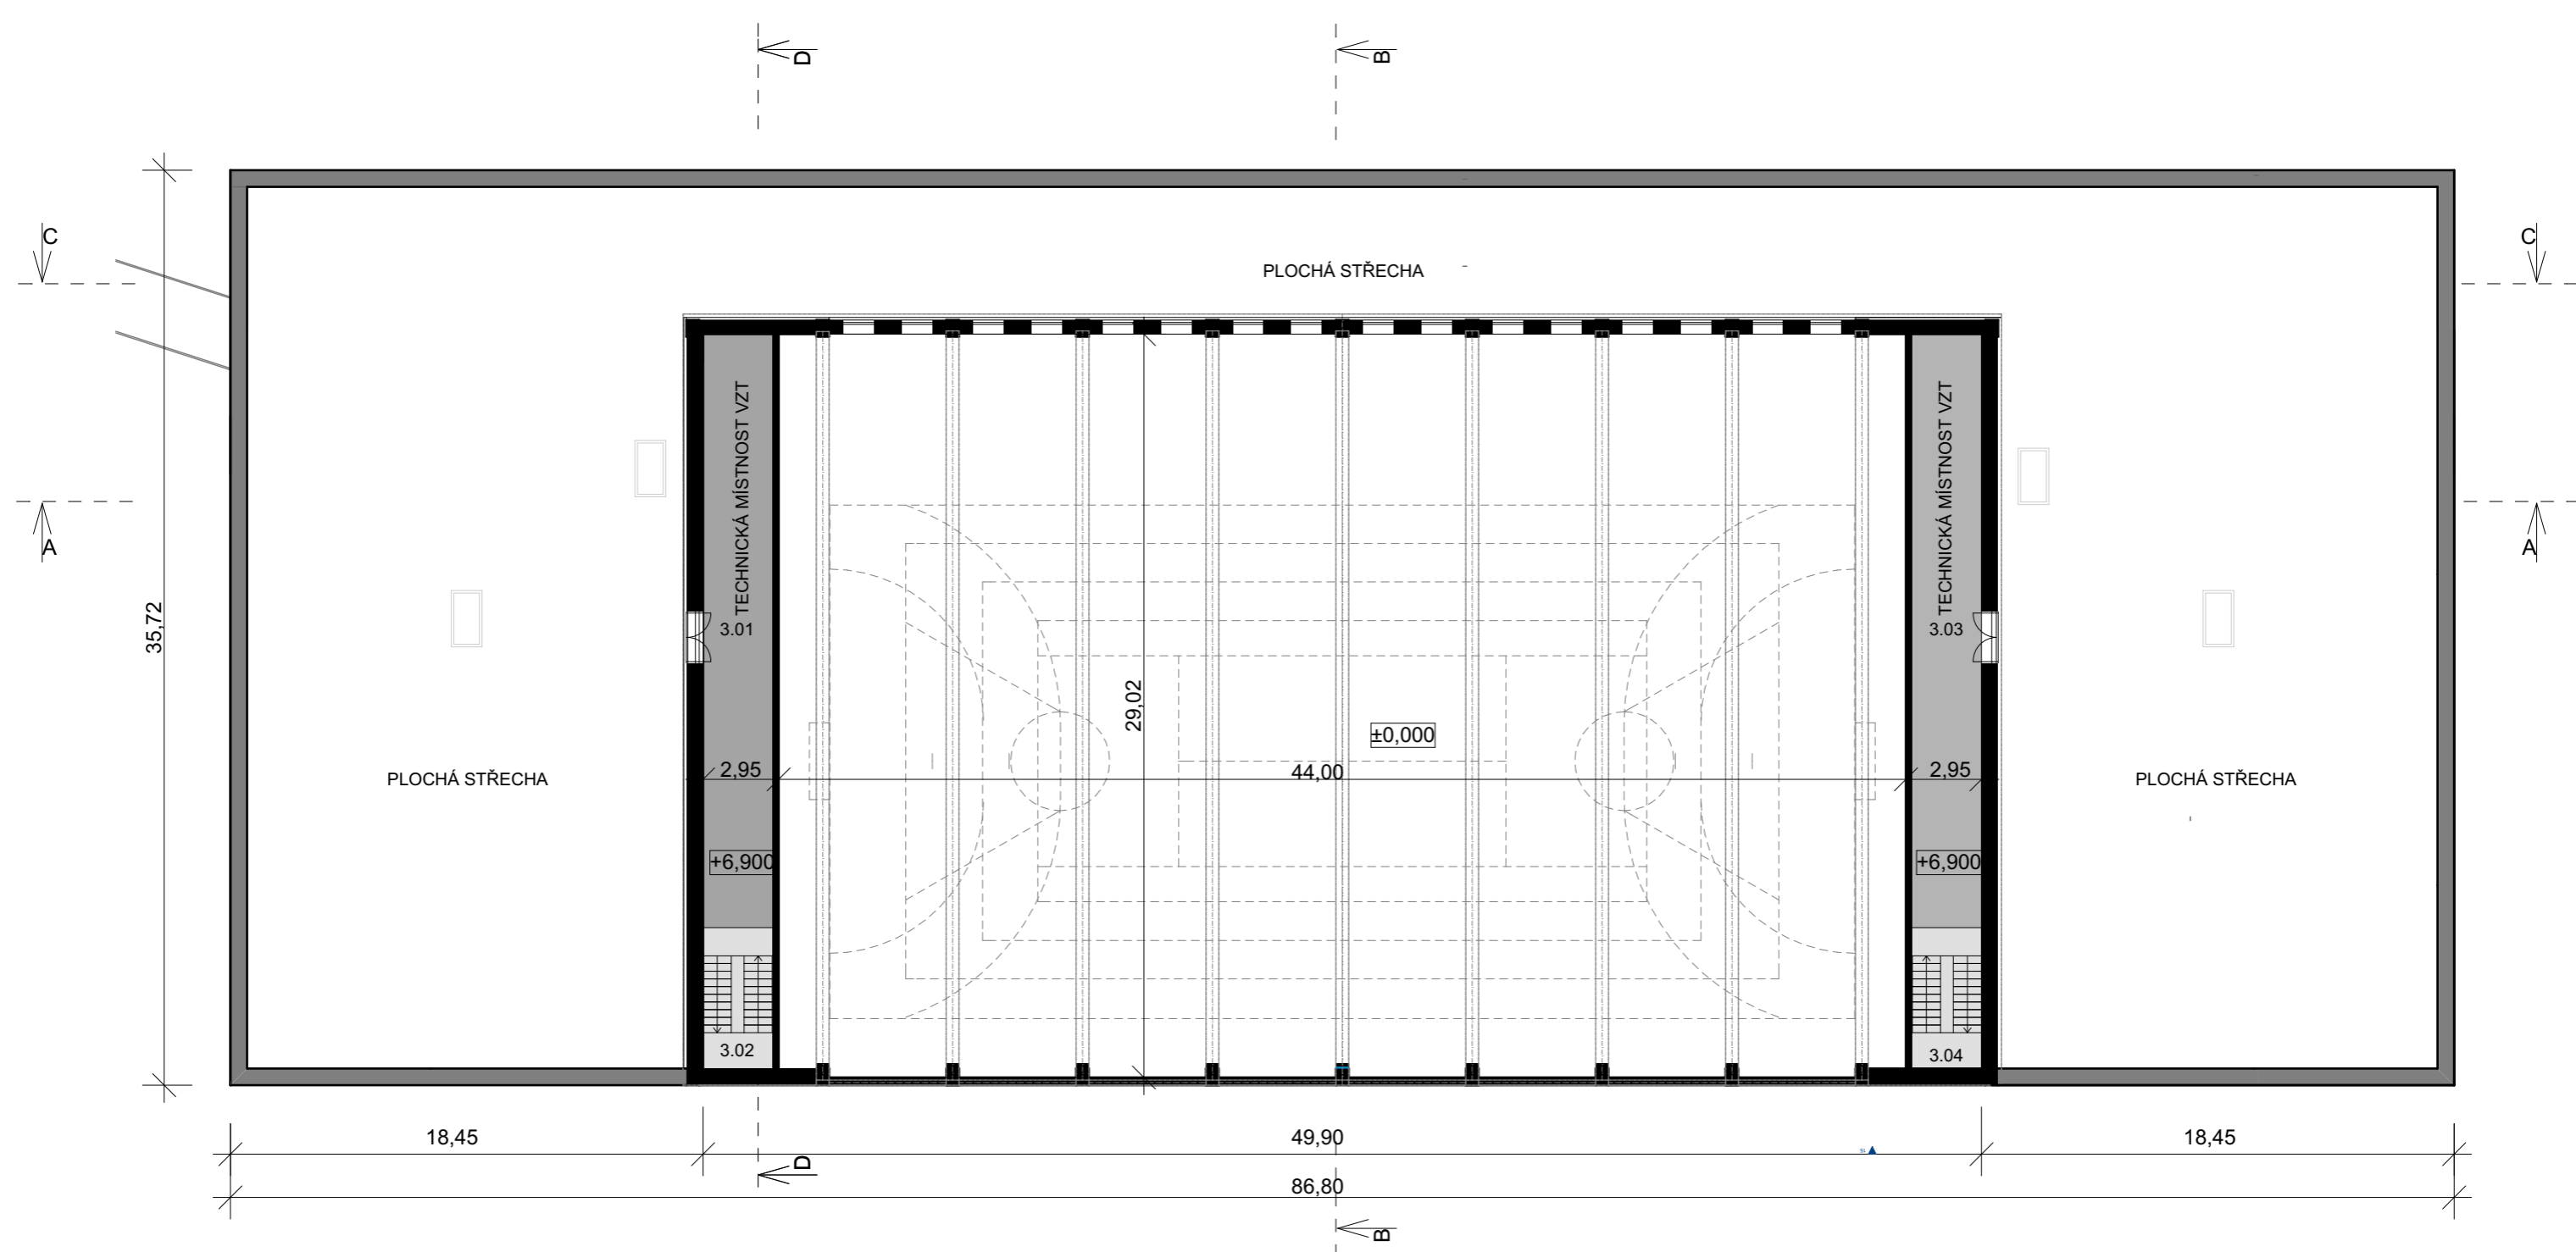 D
B
C
C
PLOCHÁ STŘECHA
TECHNICKÁ MÍSTNOST VZT
3.01
TECHNICKÁ MÍSTNOST VZT
3.03
A
A
35,72
29,02
±0,000
2,95
44,00
2,95
PLOCHÁ STŘECHA
PLOCHÁ STŘECHA
+6,900
+6,900
3.02
3.04
18,45
49,90
18,45
D
86,80
B